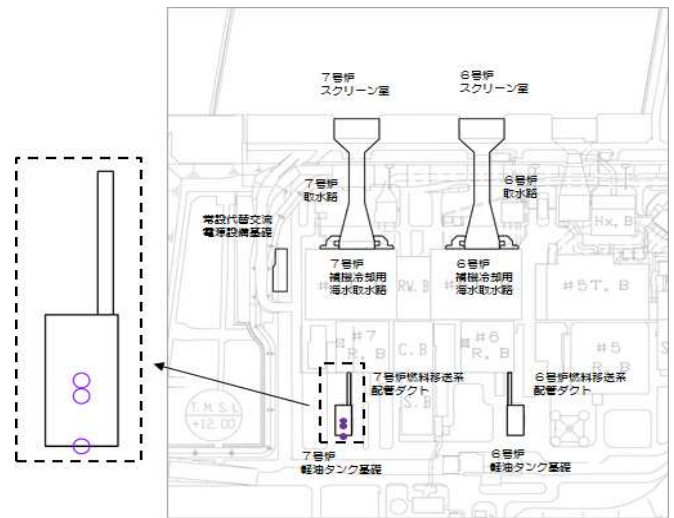 7号炉
スクリーン室
6号炉
スクリーン室
7号炉
取水路
6号炉
取水路
常設代替交流
電源設備基礎
Hx. B
7号炉
補機冷却用
海水取水路
RW. B
6号炉
補機冷却用
海水取水路
#5T. B
#7
R. B
C. B
#6
R. B
#5
R. B
7号炉燃料移送系
配管ダクト
6号炉燃料移送系
配管ダクト
S. B
T. M. S. L
+12.00
7号炉
軽油タンク基礎
6号炉
軽油タンク基礎